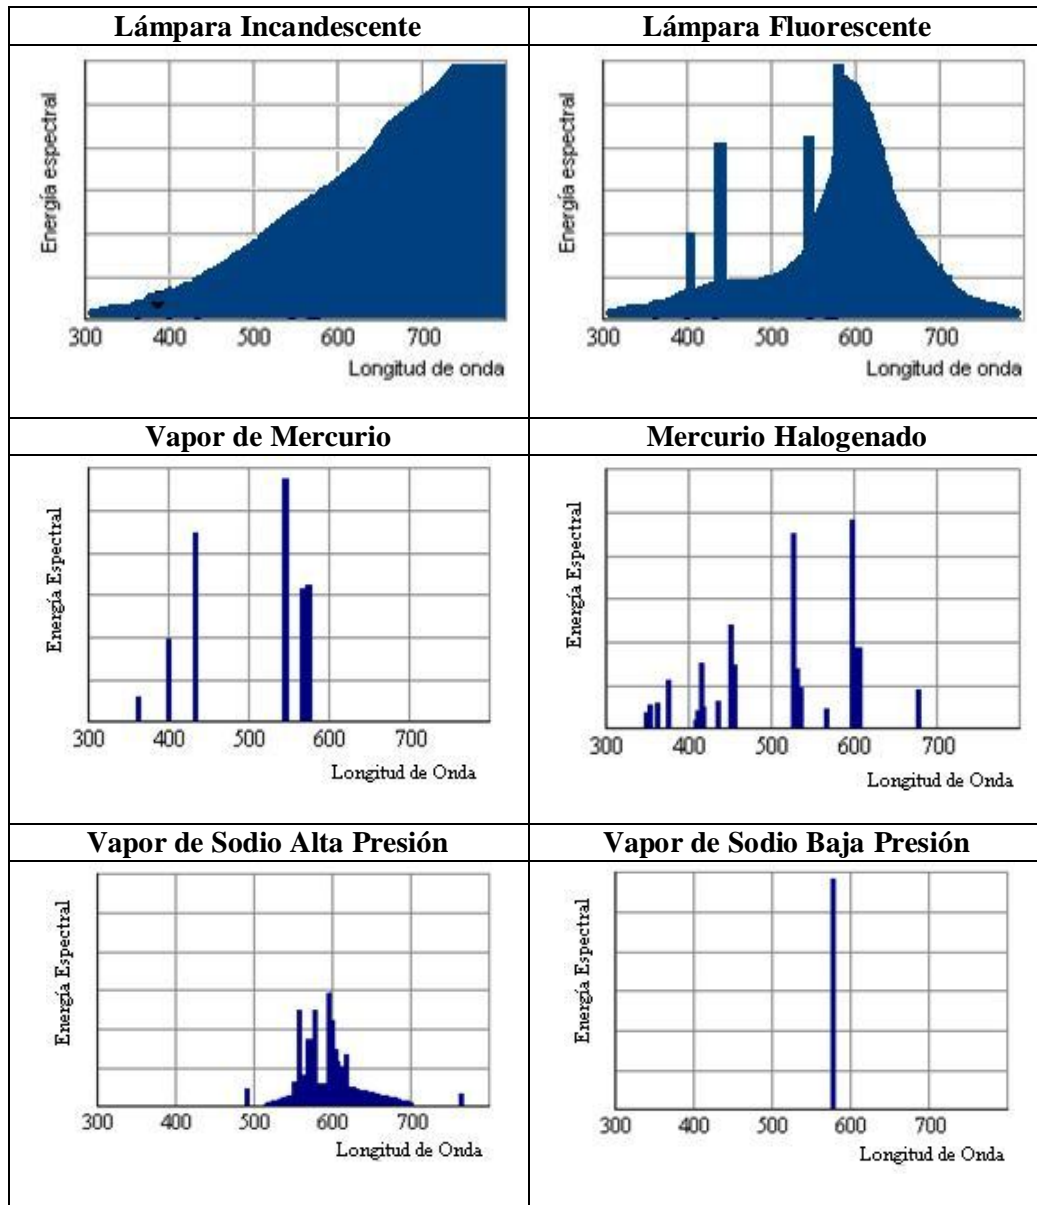 Lámpara Incandescente
Energía espectral
300 400 500 600 700
Longitud de onda
Lámpara Fluorescente
Energía espectral
300 400 500 600 700
Longitud de onda
Vapor de Mercurio
Energía Espectral
300 400 500 600 700
Longitud de Onda
Mercurio Halogenado
Energía Espectral
300 400 500 600 700
Longitud de Onda
Vapor de Sodio Alta Presión
Energía Espectral
300 400 500 600 700
Longitud de Onda
Vapor de Sodio Baja Presión
Energía Espectral
300 400 500 600 700
Longitud de Onda